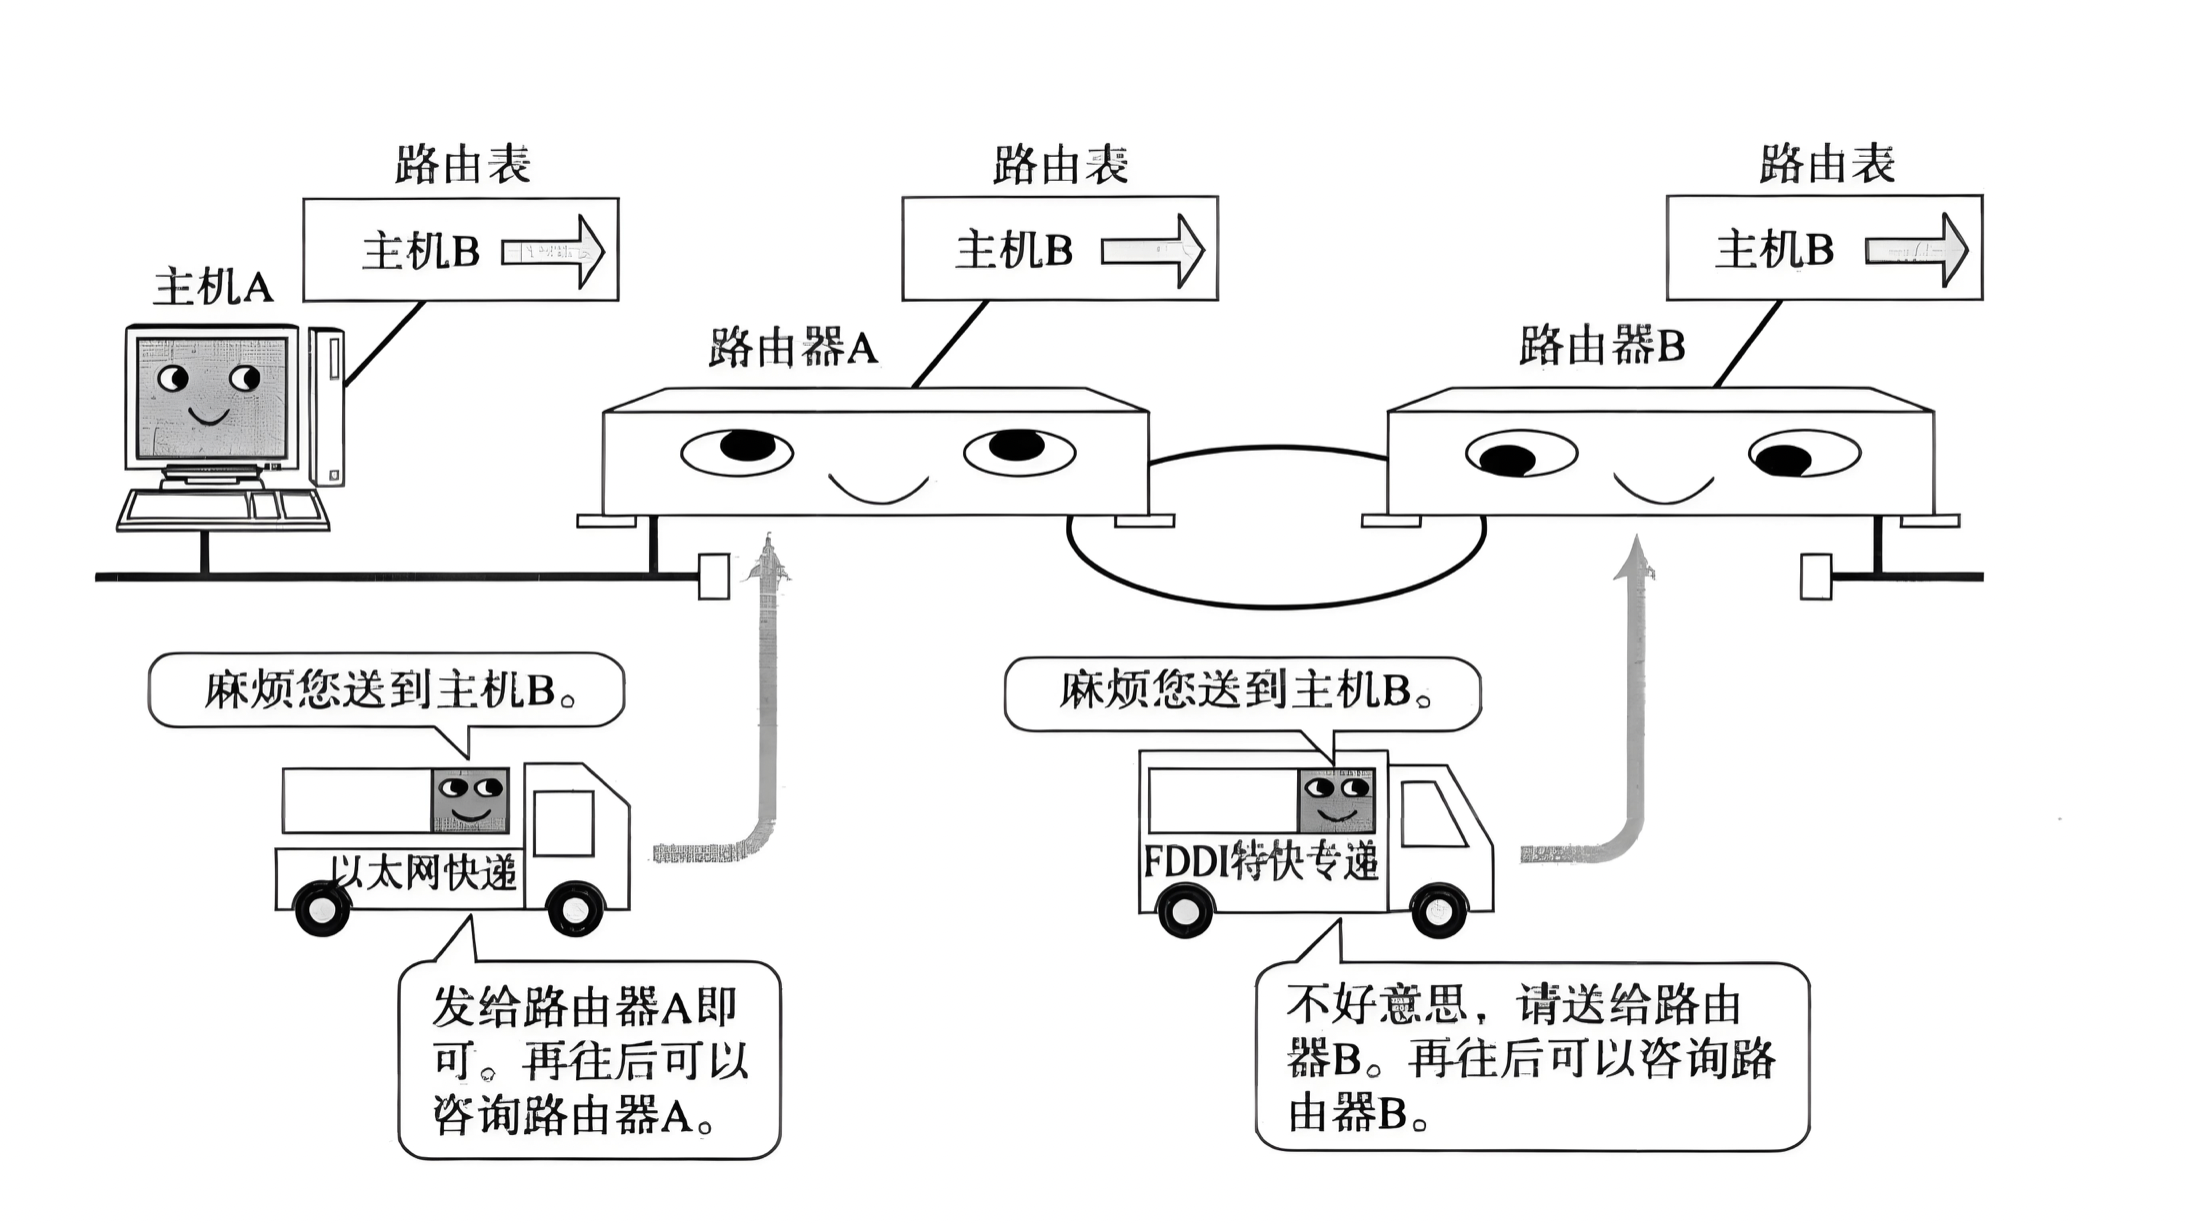 路由表
路由表
路由表
主机B
主机B
主机B
主机A
路由器A
路由器B
麻烦您送到主机B。
麻烦您送到主机B。
以太网快递
FDDI特快专递
发给路由器A即
可。再往后可以
咨询路由器A。
不好意思，请送给路由
器B。再往后可以咨询路
由器B。